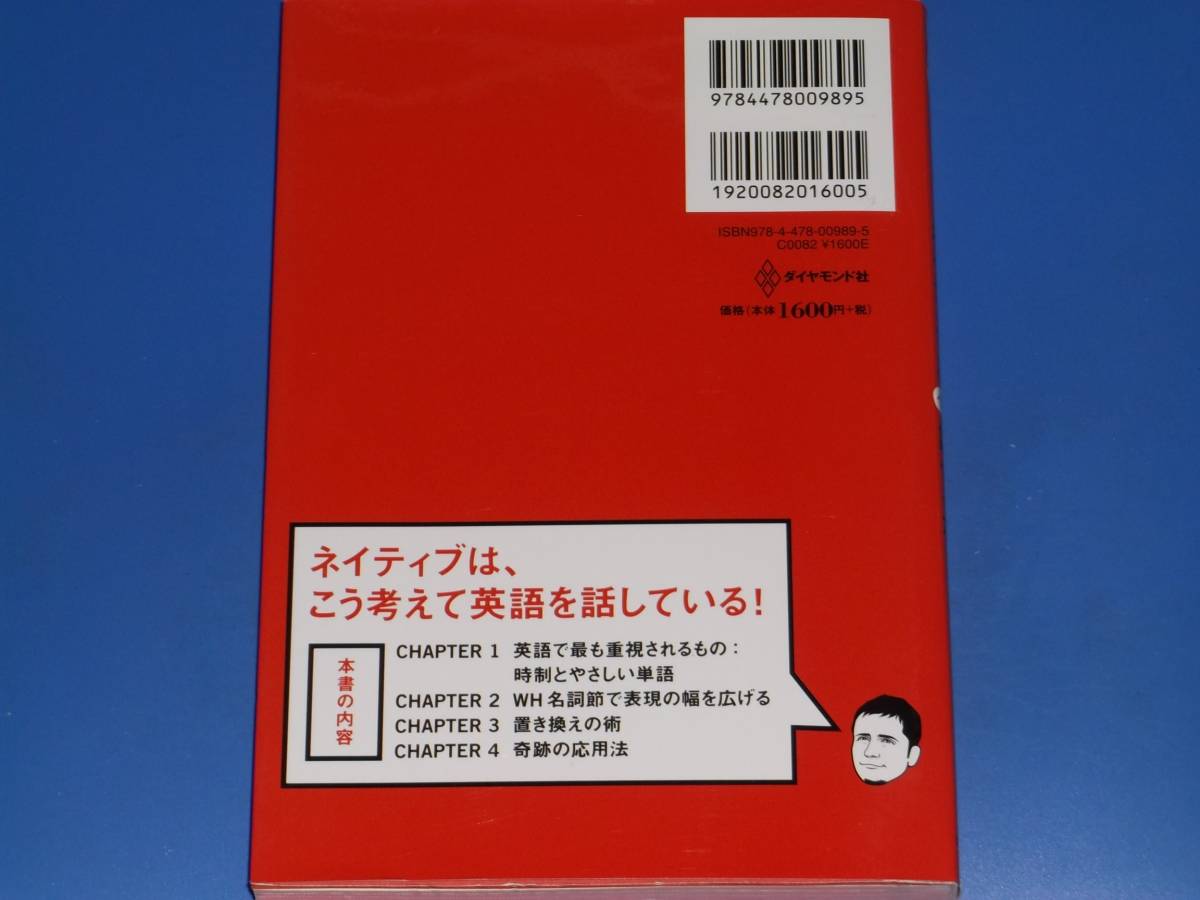 9784478009895
1920082016005
ISBN978-4-478-00989-5
C0082 ¥1600E
ダイヤモンド社
価格(本体1600円+税)
ネイティブは、
こう考えて英語を話している!
本書の内容
CHAPTER 1 英語で最も重視されるもの:
時制とやさしい単語
CHAPTER 2 WH名詞節で表現の幅を広げる
CHAPTER 3 置き換えの術
CHAPTER 4 奇跡の応用法